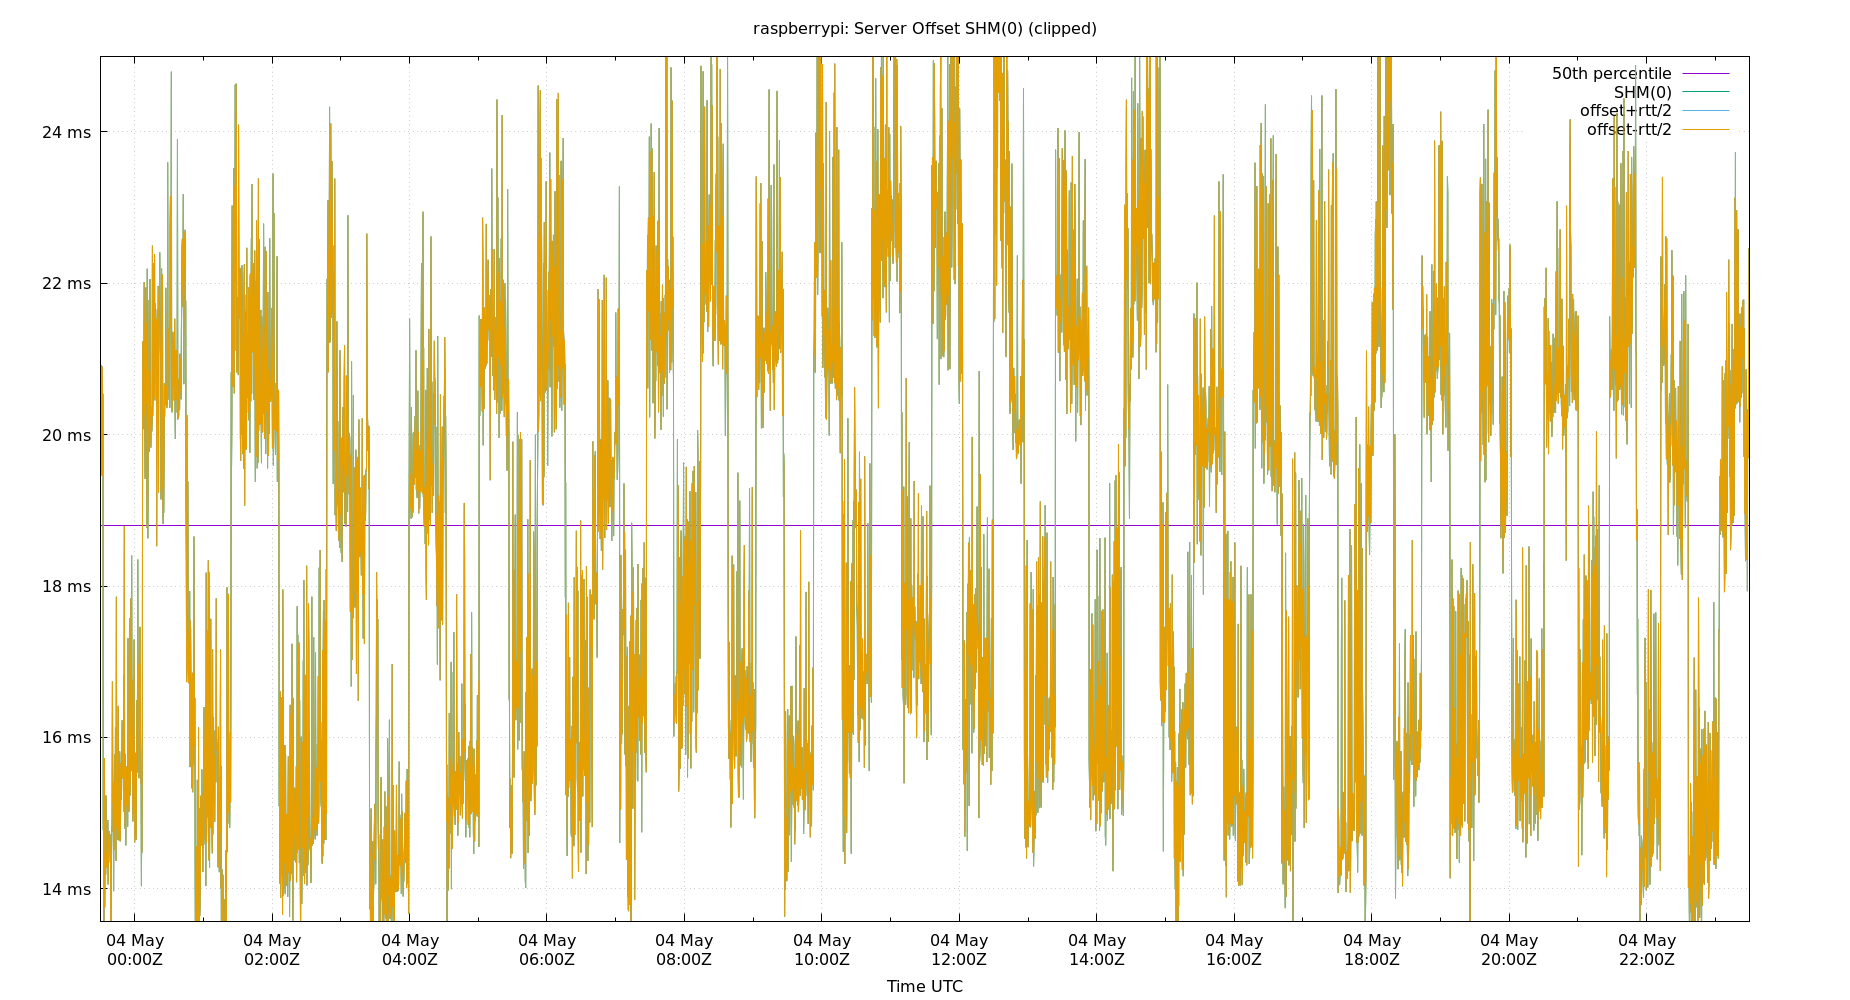 raspberrypi: Server Offset SHM(0) (clipped)
50th percentile
SHM(0)
offset+rtt/2
offset-rtt/2
24 ms
22 ms
20 ms
18 ms
16 ms
14 ms
04 May 04 May 04 May 04 May 04 May 04 May 04 May 04 May 04 May 04 May 04 May 04 May
00:00Z 02:00Z 04:00Z 06:00Z 08:00Z 10:00Z 12:00Z 14:00Z 16:00Z 18:00Z 20:00Z 22:00Z
Time UTC